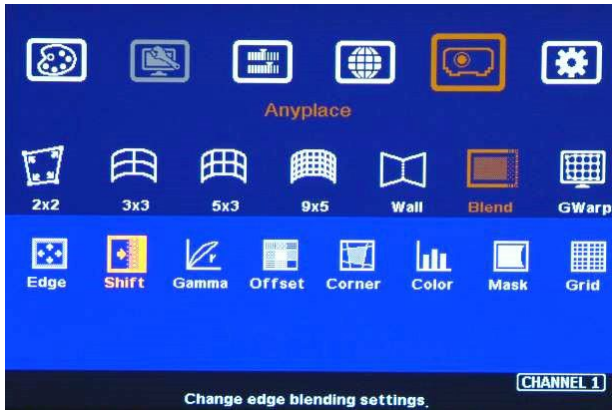 Anyplace
2x2 3x3 5x3 9x5 Wall Blend GWarp
Edge Shift Gamma Offset Corner Color Mask Grid
CHANNEL 1
Change edge blending settings.